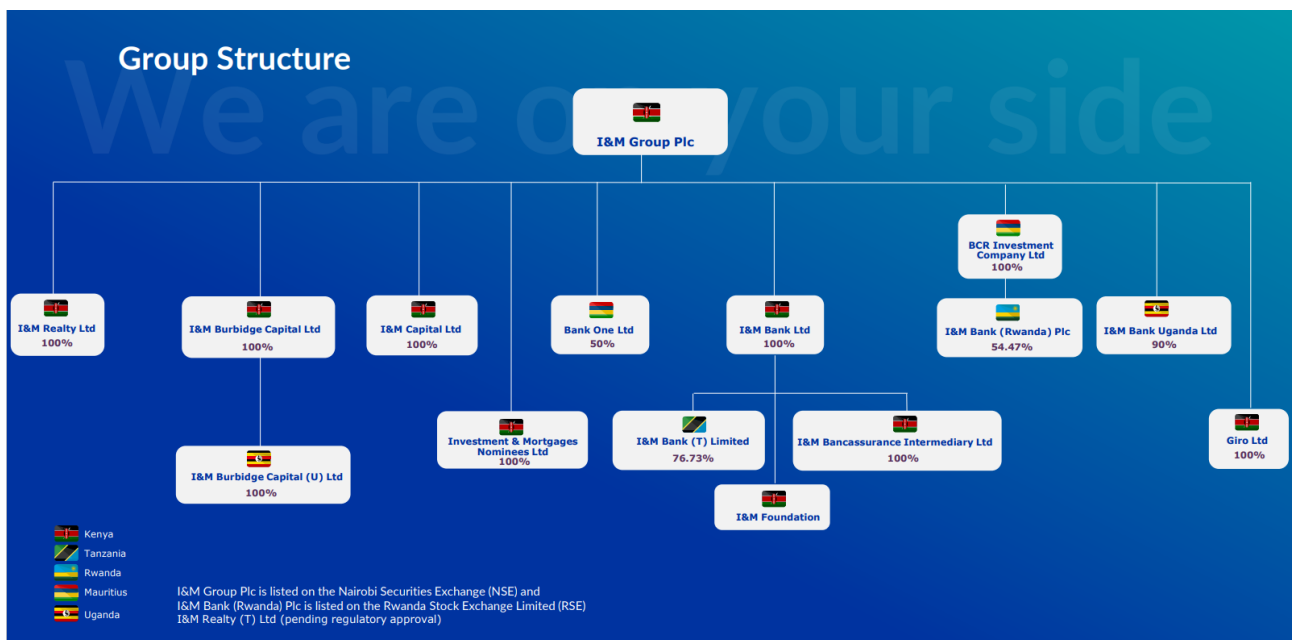 Group Structure
We are on your side
I&M Group Plc
BCR Investment
Company Ltd
100%
I&M Realty Ltd
100%
I&M Burbidge Capital Ltd
100%
I&M Capital Ltd
100%
Bank One Ltd
50%
I&M Bank Ltd
100%
I&M Bank (Rwanda) Plc
54.47%
I&M Bank Uganda Ltd
90%
I&M Burbidge Capital (U) Ltd
100%
Investment & Mortgages
Nominees Ltd
100%
I&M Bank (T) Limited
76.73%
I&M Bancassurance Intermediary Ltd
100%
Giro Ltd
100%
I&M Foundation
Kenya
Tanzania
Rwanda
Mauritius
Uganda
I&M Group Plc is listed on the Nairobi Securities Exchange (NSE) and
I&M Bank (Rwanda) Plc is listed on the Rwanda Stock Exchange Limited (RSE)
I&M Realty (T) Ltd (pending regulatory approval)